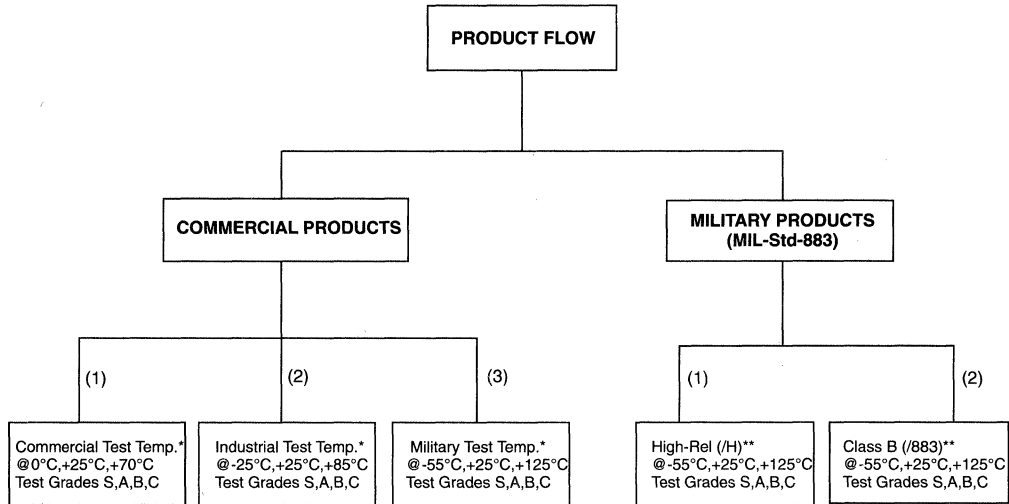 PRODUCT FLOW
COMMERCIAL PRODUCTS
MILITARY PRODUCTS
(MIL-Std-883)
(1)
(2)
(3)
(1)
(2)
Commercial Test Temp.*
@0°C,+25°C,+70°C
Test Grades S,A,B,C
Industrial Test Temp.*
@-25°C,+25°C,+85°C
Test Grades S,A,B,C
Military Test Temp.*
@-55°C,+25°C,+125°C
Test Grades S,A,B,C
High-Rel (/H)**
@-55°C,+25°C,+125°C
Test Grades S,A,B,C
Class B (/883)**
@-55°C,+25°C,+125°C
Test Grades S,A,B,C